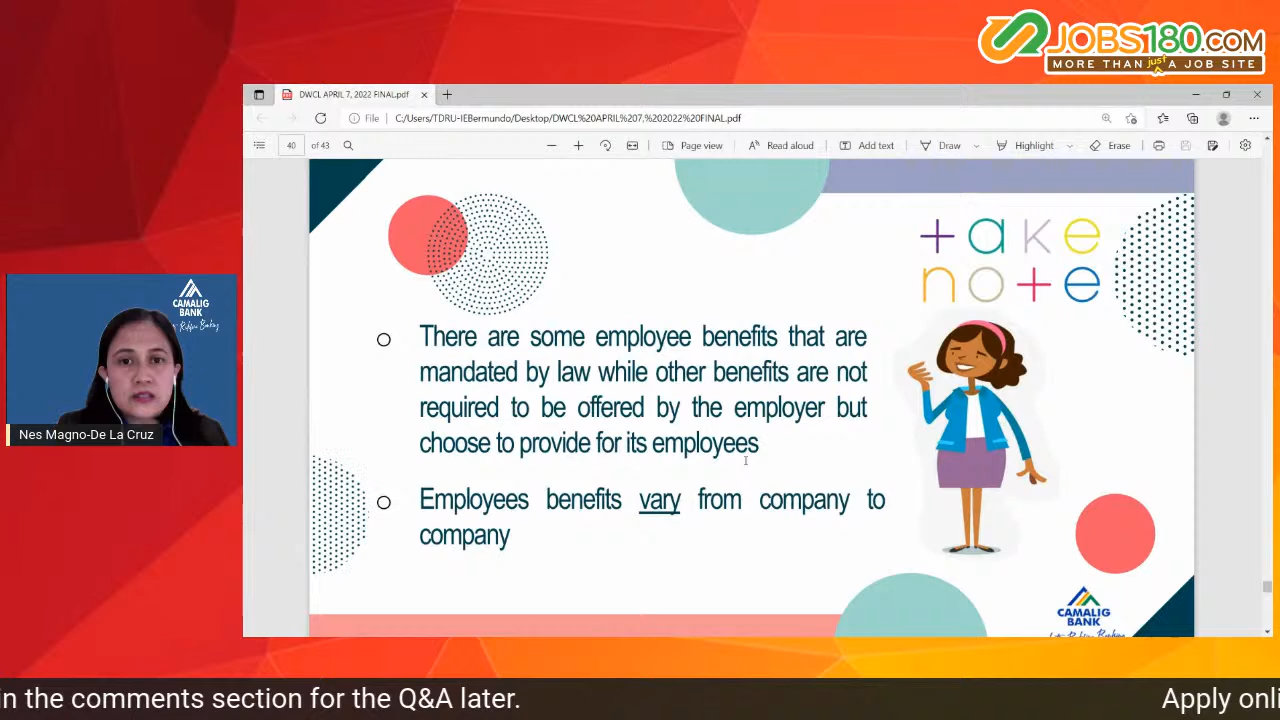 JOBS180.COM
MORE THAN just A JOB SITE
DWCL APRIL 7, 2022 FINAL.pdf
File
C:/Users/TDRU-IEBermundo/Desktop/DWCL%20APRIL%207,%202022%20FINAL.pdf
40 of 43
Page view
Read aloud
Add text
Draw
Highlight
Erase
take
note
There are some employee benefits that are
mandated by law while other benefits are not
required to be offered by the employer but
choose to provide for its employees
Employees benefits vary from company to
company
CAMALIG
BANK
CAMALIG
BANK
Nes Magno-De La Cruz
in the comments section for the Q&A later.
Apply onli